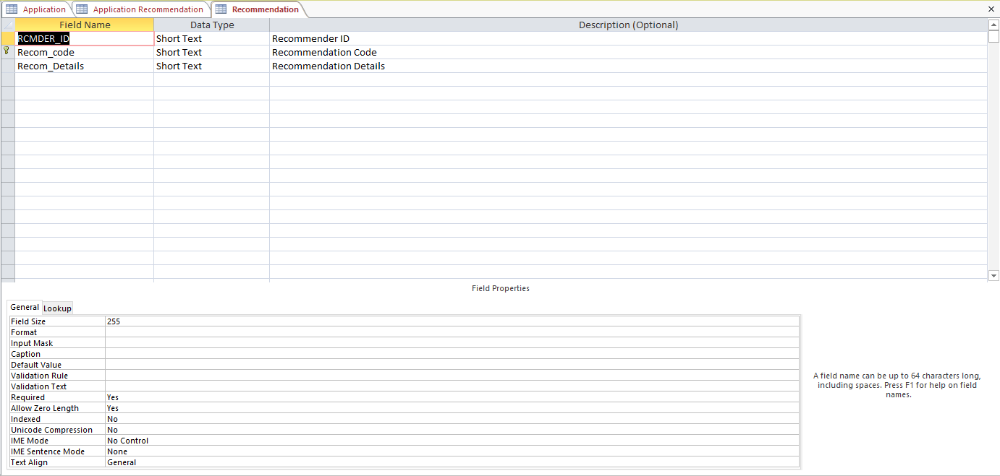 Application Application Recommendation Recommendation
Field Name Data Type Description (Optional)
RCMDER_ID Short Text Recommender ID
Recom_code Short Text Recommendation Code
Recom_Details Short Text Recommendation Details
Field Properties
General Lookup
Field Size 255
Format
Input Mask
Caption
Default Value
Validation Rule
Validation Text
Required Yes
Allow Zero Length Yes
Indexed No
Unicode Compression No
IME Mode No Control
IME Sentence Mode None
Text Align General
A field name can be up to 64 characters long,
including spaces. Press F1 for help on field
names.